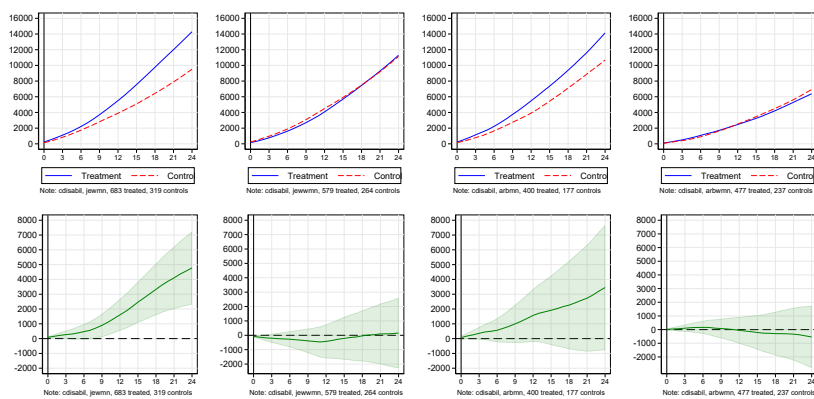 16000 16000 16000 16000
14000 14000 14000 14000
12000 12000 12000 12000
10000 10000 10000 10000
8000 8000 8000 8000
6000 6000 6000 6000
4000 4000 4000 4000
2000 2000 2000 2000
0 0 0 0
0 3 6 9 12 15 18 21 24 0 3 6 9 12 15 18 21 24 0 3 6 9 12 15 18 21 24 0 3 6 9 12 15 18 21 24
Treatment Contro Treatment Contro Treatment Contro Treatment Contro
Note: cdisabil, jewmn, 683 treated, 319 controls Note: cdisabil, jewwmn, 579 treated, 264 controls Note: cdisabil, arbmn, 400 treated, 177 controls Note: cdisabil, arbwmn, 477 treated, 237 controls
8000 8000 8000 8000
7000 7000 7000 7000
6000 6000 6000 6000
5000 5000 5000 5000
4000 4000 4000 4000
3000 3000 3000 3000
2000 2000 2000 2000
1000 1000 1000 1000
0 0 0 0
-1000 -1000 -1000 -1000
-2000 -2000 -2000 -2000
0 3 6 9 12 15 18 21 24 0 3 6 9 12 15 18 21 24 0 3 6 9 12 15 18 21 24 0 3 6 9 12 15 18 21 24
Note: cdisabil, jewmn, 683 treated, 319 controls Note: cdisabil, jewwmn, 579 treated, 264 controls Note: cdisabil, arbmn, 400 treated, 177 controls Note: cdisabil, arbwmn, 477 treated, 237 controls